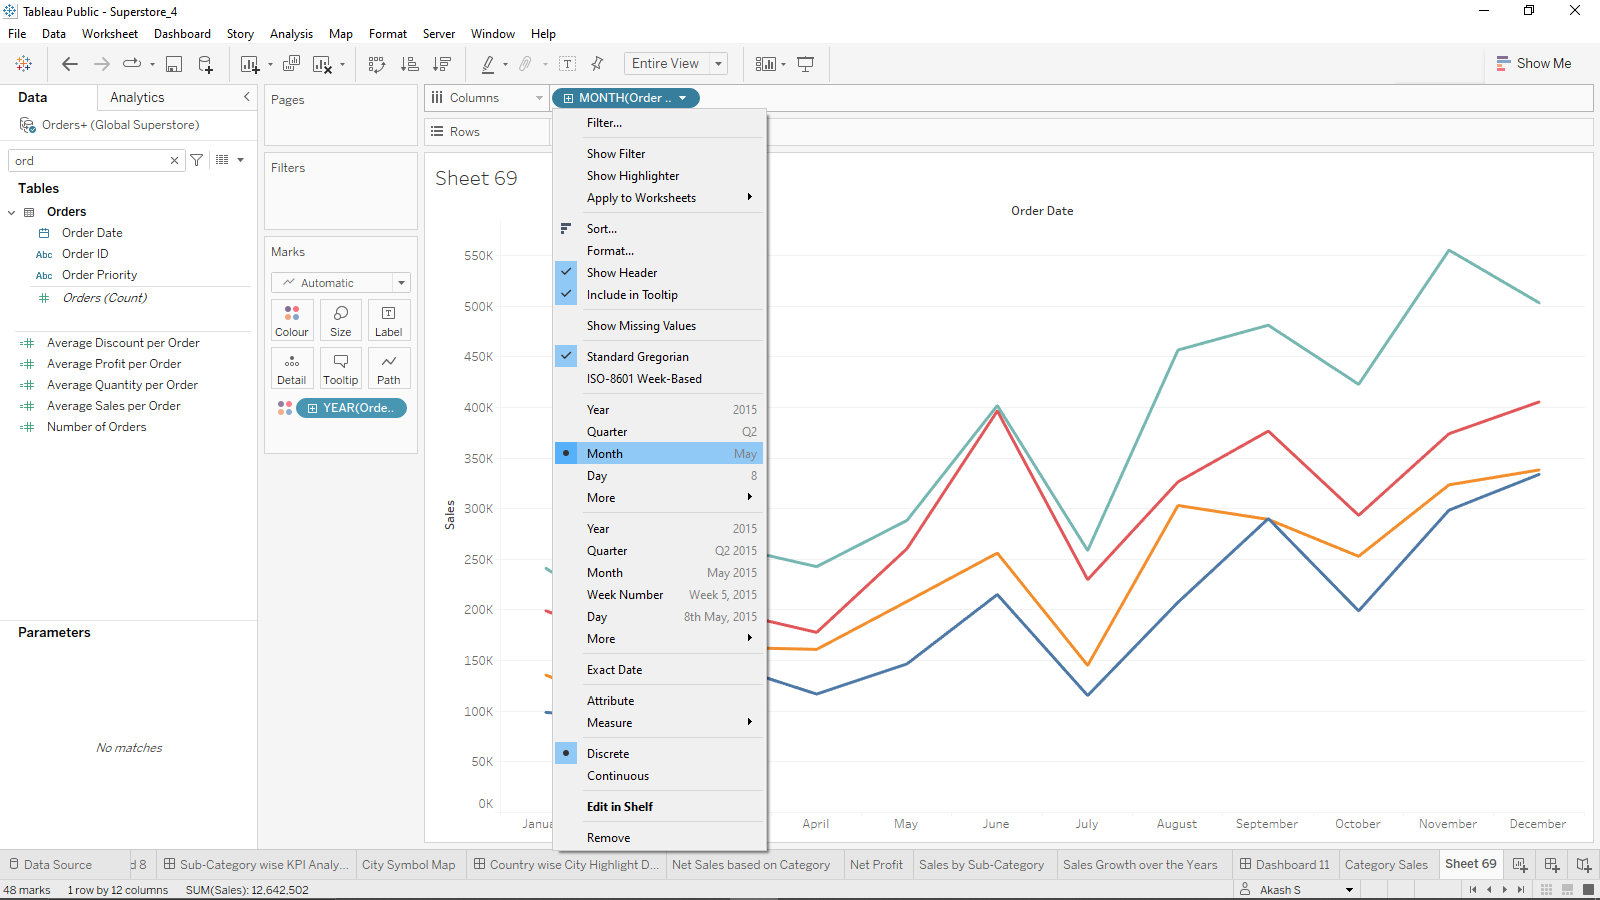 Tableau Public - Superstore_4
File Data Worksheet Dashboard Story Analysis Map Format Server Window Help
Entire View
Show Me
Data Analytics
Orders+ (Global Superstore)
ord
Tables
Orders
Order Date
Abc Order ID
Abc Order Priority
Orders (Count)
Average Discount per Order
Average Profit per Order
Average Quantity per Order
Average Sales per Order
Number of Orders
Parameters
No matches
Pages
Filters
Marks
Automatic
Colour Size Label
Detail Tooltip Path
YEAR(Orde..
Columns MONTH(Order ..
Rows
Filter...
Show Filter
Show Highlighter
Apply to Worksheets
Sort...
Format...
Show Header
Include in Tooltip
Show Missing Values
Standard Gregorian
ISO-8601 Week-Based
Year 2015
Quarter Q2
Month May
Day 8
More
Year 2015
Quarter Q2 2015
Month May 2015
Week Number Week 5, 2015
Day 8th May, 2015
More
Exact Date
Attribute
Measure
Discrete
Continuous
Edit in Shelf
Remove
Sheet 69
Order Date
Sales
550K
500K
450K
400K
350K
300K
250K
200K
150K
100K
50K
0K
Janua April May June July August September October November December
Data Source d 8 Sub-Category wise KPI Analy... City Symbol Map Country wise City Highlight D... Net Sales based on Category Net Profit Sales by Sub-Category Sales Growth over the Years Dashboard 11 Category Sales Sheet 69
48 marks 1 row by 12 columns SUM(Sales): 12,642,502 Akash S